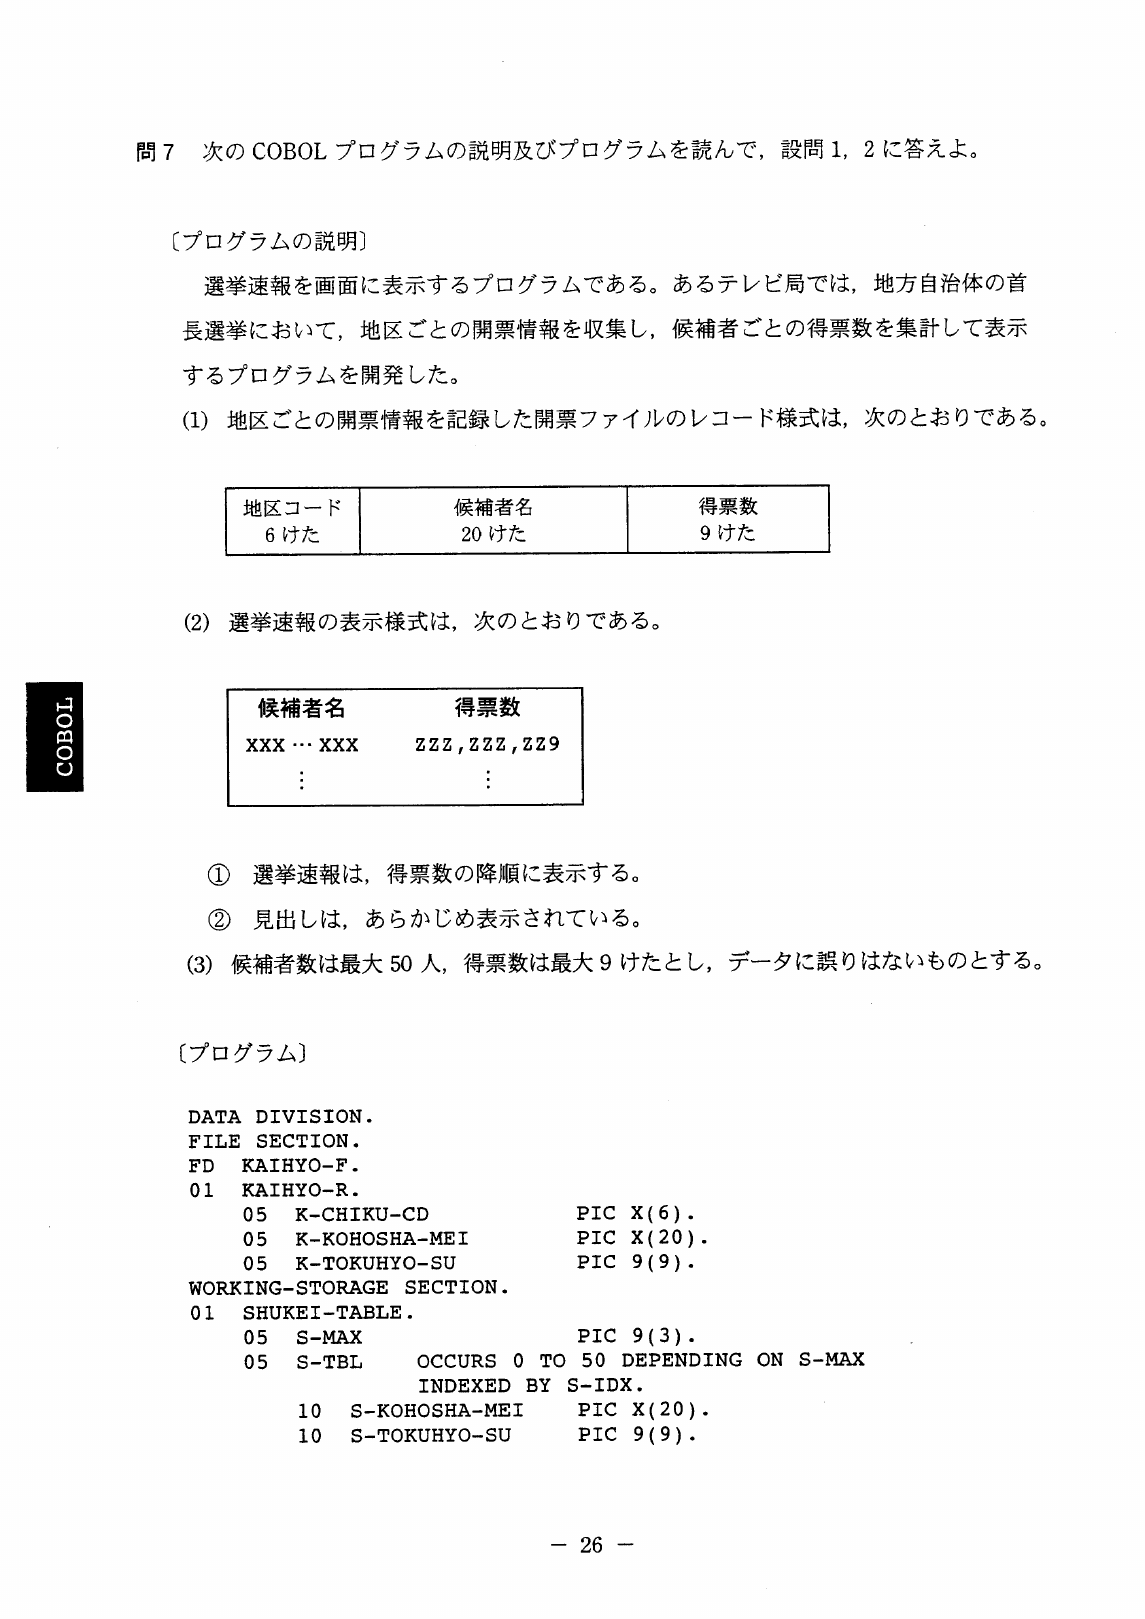 問7 次の COBOL プログラムの説明及びプログラムを読んで，設問 1，2 に答えよ。
〔プログラムの説明〕
選挙速報を画面に表示するプログラムである。あるテレビ局では，地方自治体の首
長選挙において，地区ごとの開票情報を収集し，候補者ごとの得票数を集計して表示
するプログラムを開発した。
(1) 地区ごとの開票情報を記録した開票ファイルのレコード様式は，次のとおりである。
地区コード 候補者名 得票数
6 けた 20 けた 9 けた
(2) 選挙速報の表示様式は，次のとおりである。
候補者名 得票数
XXX … XXX ZZZ,ZZZ,ZZ9
⋮ ⋮
① 選挙速報は，得票数の降順に表示する。
② 見出しは，あらかじめ表示されている。
(3) 候補者数は最大 50 人，得票数は最大 9 けたとし，データに誤りはないものとする。
COBOL
〔プログラム〕
DATA DIVISION.
FILE SECTION.
FD KAIHYO-F.
01 KAIHYO-R.
05 K-CHIKU-CD PIC X(6).
05 K-KOHOSHA-MEI PIC X(20).
05 K-TOKUHYO-SU PIC 9(9).
WORKING-STORAGE SECTION.
01 SHUKEI-TABLE.
05 S-MAX PIC 9(3).
05 S-TBL OCCURS 0 TO 50 DEPENDING ON S-MAX
INDEXED BY S-IDX.
10 S-KOHOSHA-MEI PIC X(20).
10 S-TOKUHYO-SU PIC 9(9).
－ 26 －